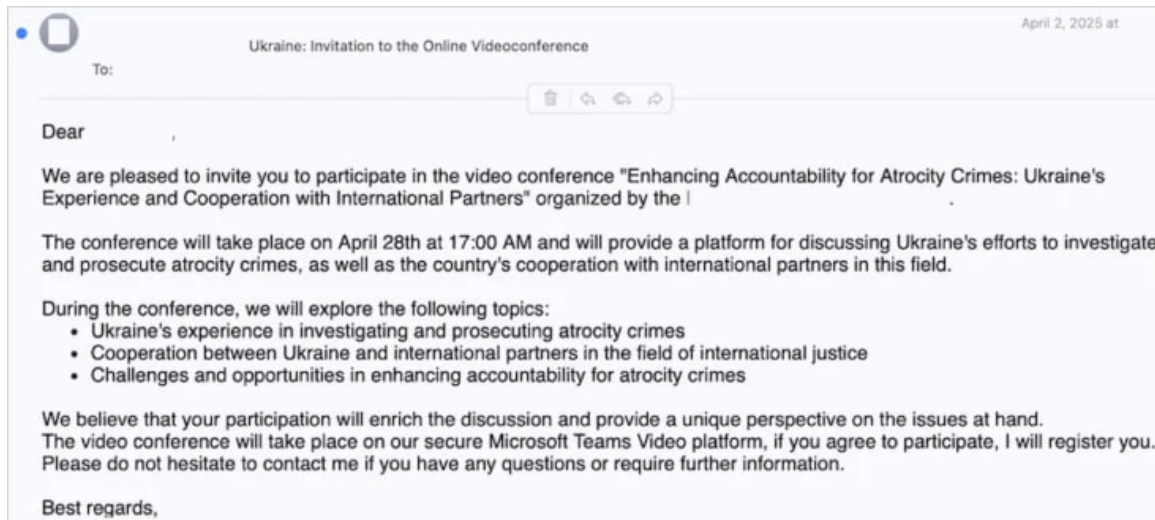 April 2, 2025 at
Ukraine: Invitation to the Online Videoconference
To:
Dear ,
We are pleased to invite you to participate in the video conference "Enhancing Accountability for Atrocity Crimes: Ukraine's
Experience and Cooperation with International Partners" organized by the .
The conference will take place on April 28th at 17:00 AM and will provide a platform for discussing Ukraine's efforts to investigate
and prosecute atrocity crimes, as well as the country's cooperation with international partners in this field.
During the conference, we will explore the following topics:
• Ukraine's experience in investigating and prosecuting atrocity crimes
• Cooperation between Ukraine and international partners in the field of international justice
• Challenges and opportunities in enhancing accountability for atrocity crimes
We believe that your participation will enrich the discussion and provide a unique perspective on the issues at hand.
The video conference will take place on our secure Microsoft Teams Video platform, if you agree to participate, I will register you.
Please do not hesitate to contact me if you have any questions or require further information.
Best regards,